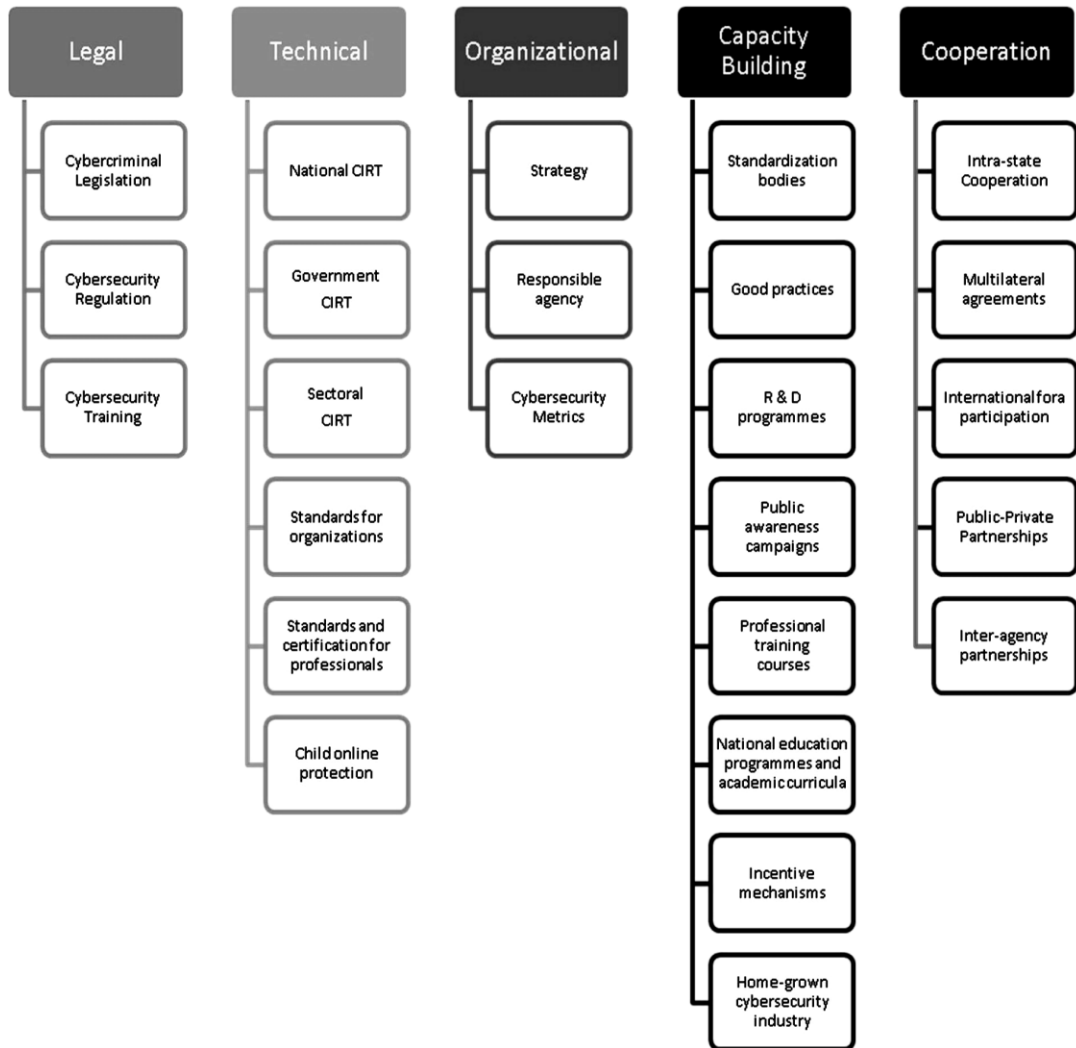 Legal
Cybercriminal
Legislation
Cybersecurity
Regulation
Cybersecurity
Training
Technical
National CIRT
Government
CIRT
Sectoral
CIRT
Standards for
organizations
Standards and
certification for
professionals
Child online
protection
Organizational
Strategy
Responsible
agency
Cybersecurity
Metrics
Capacity
Building
Standardization
bodies
Good practices
R & D
programmes
Public
awareness
campaigns
Professional
training
courses
National education
programmes and
academic curricula
Incentive
mechanisms
Home-grown
cybersecurity
industry
Cooperation
Intra-state
Cooperation
Multilateral
agreements
International fora
participation
Public-Private
Partnerships
Inter-agency
partnerships